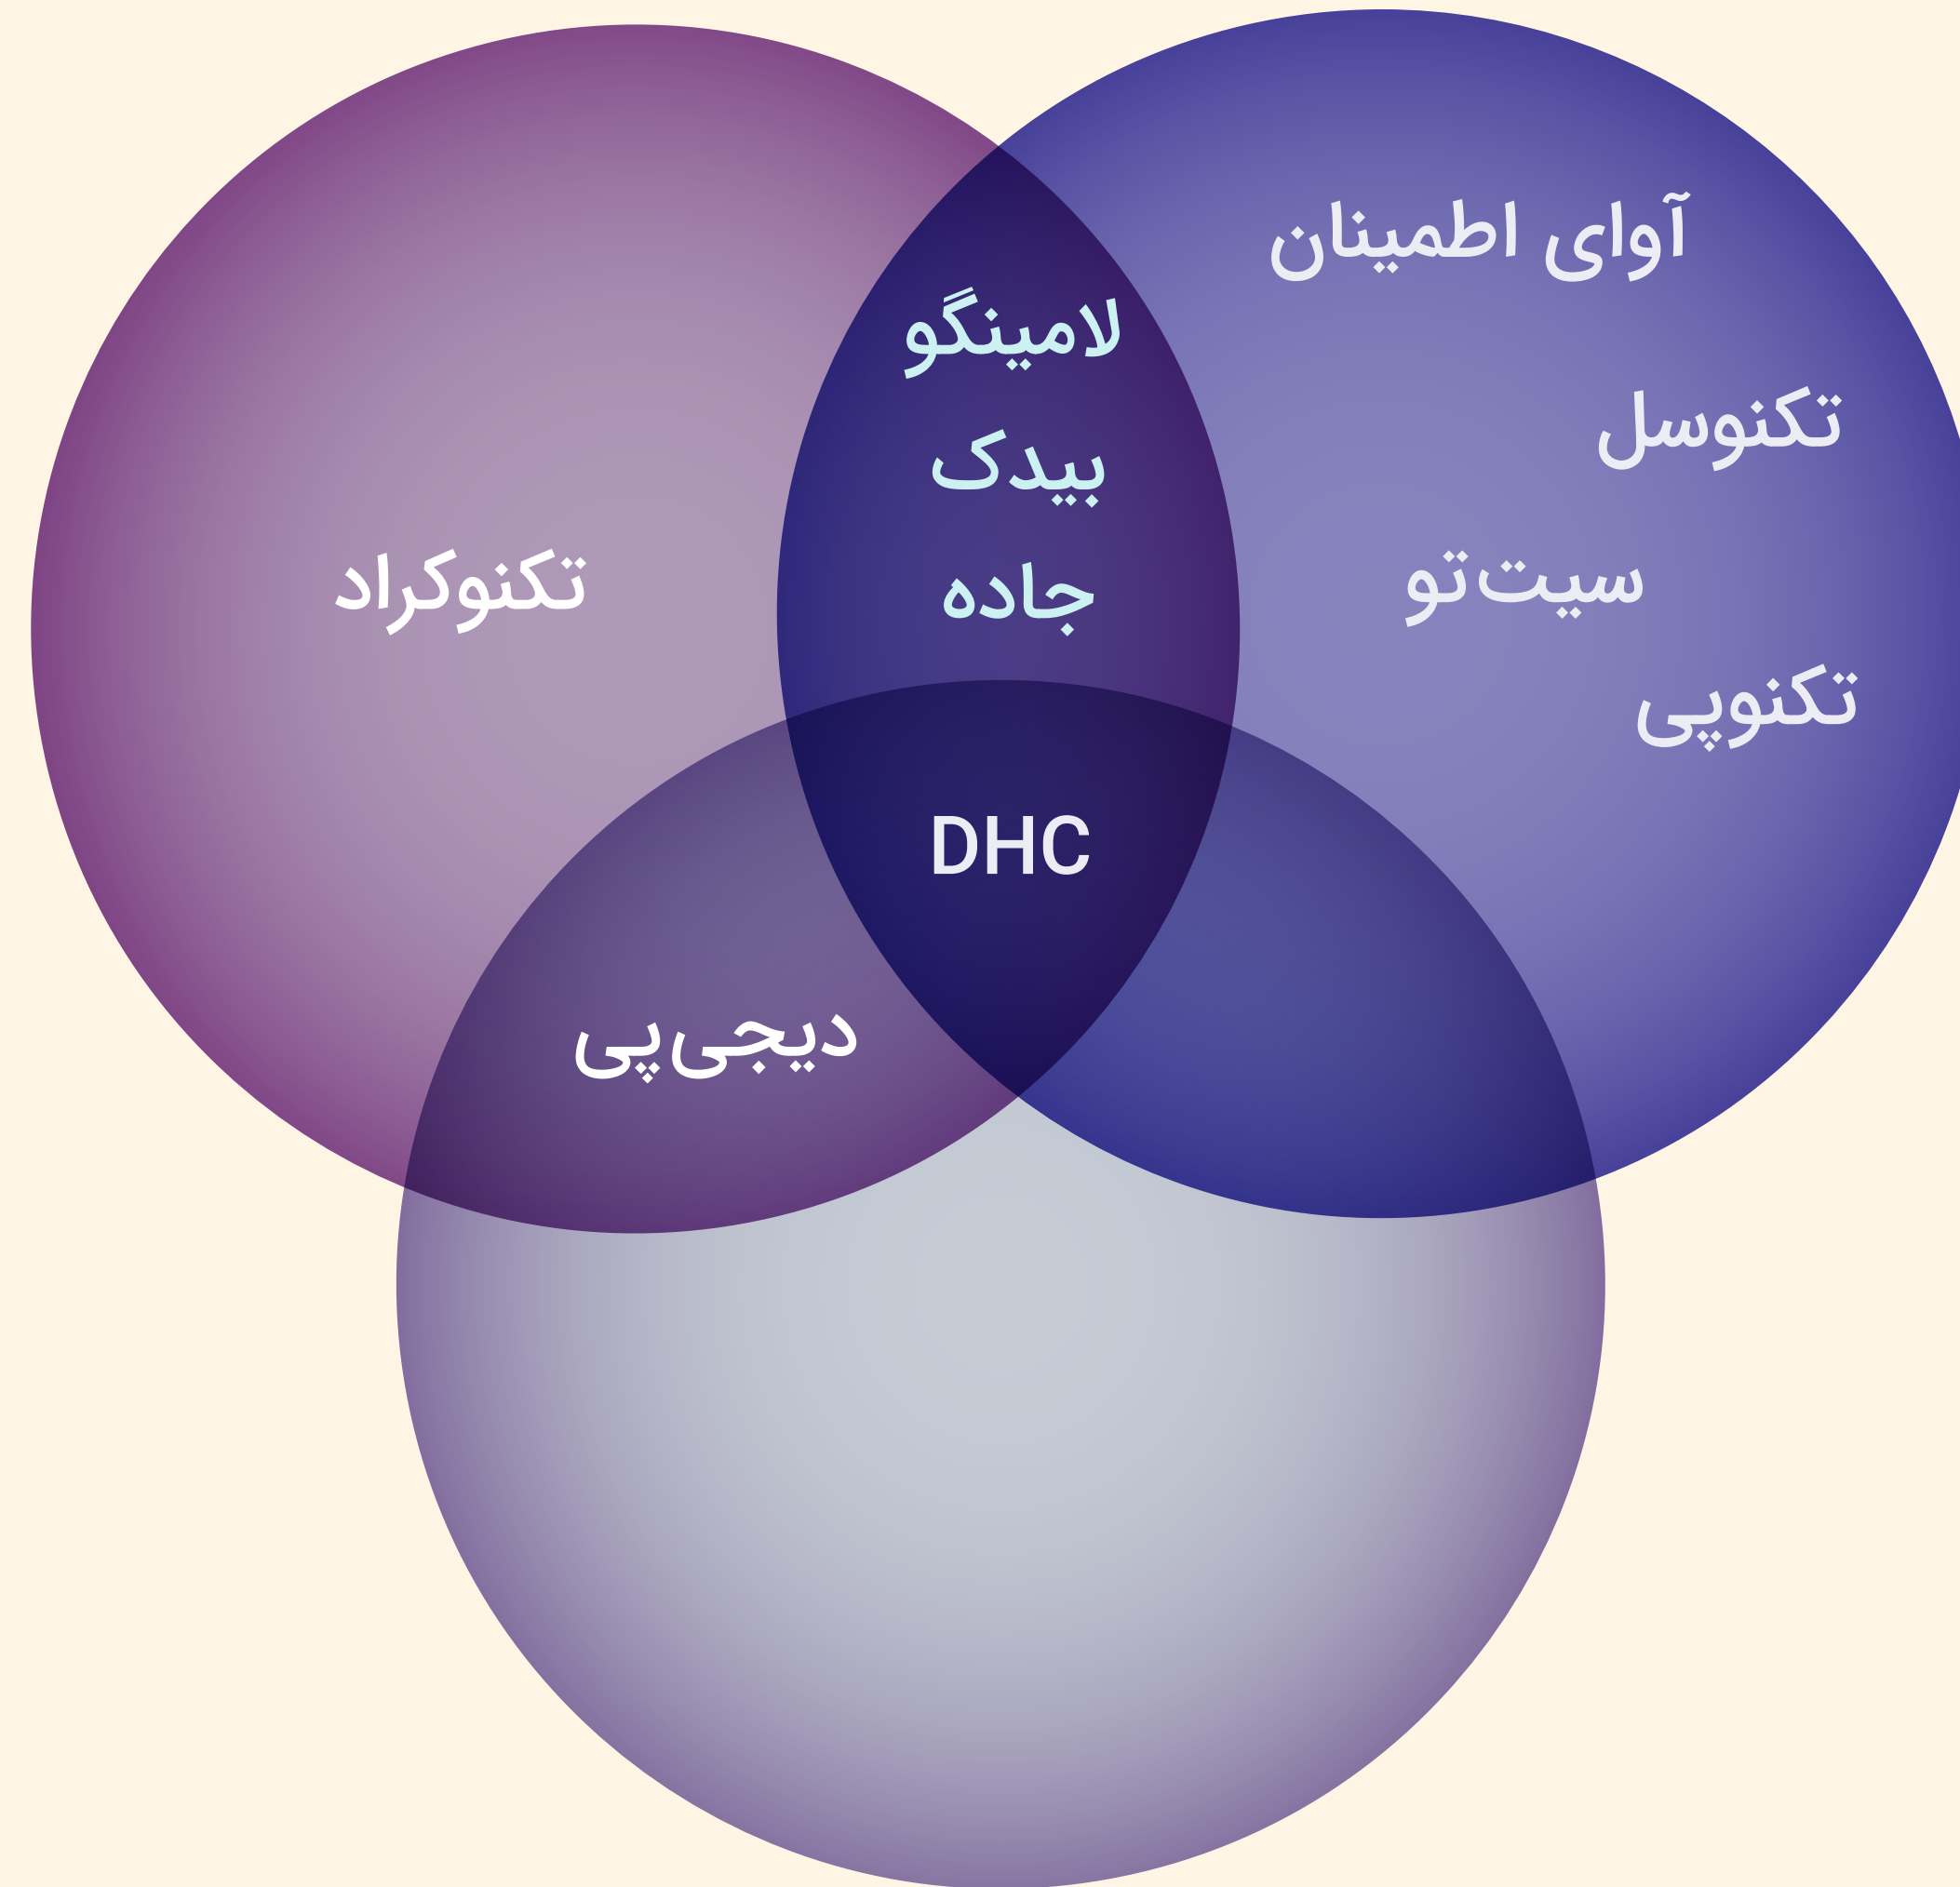 آوای اطمینان
لامینگو
تکنوسل
بیدک
سیت‌تو
جاده
تکنوکراد
تکنوپی
DHC
دیجی‌پی